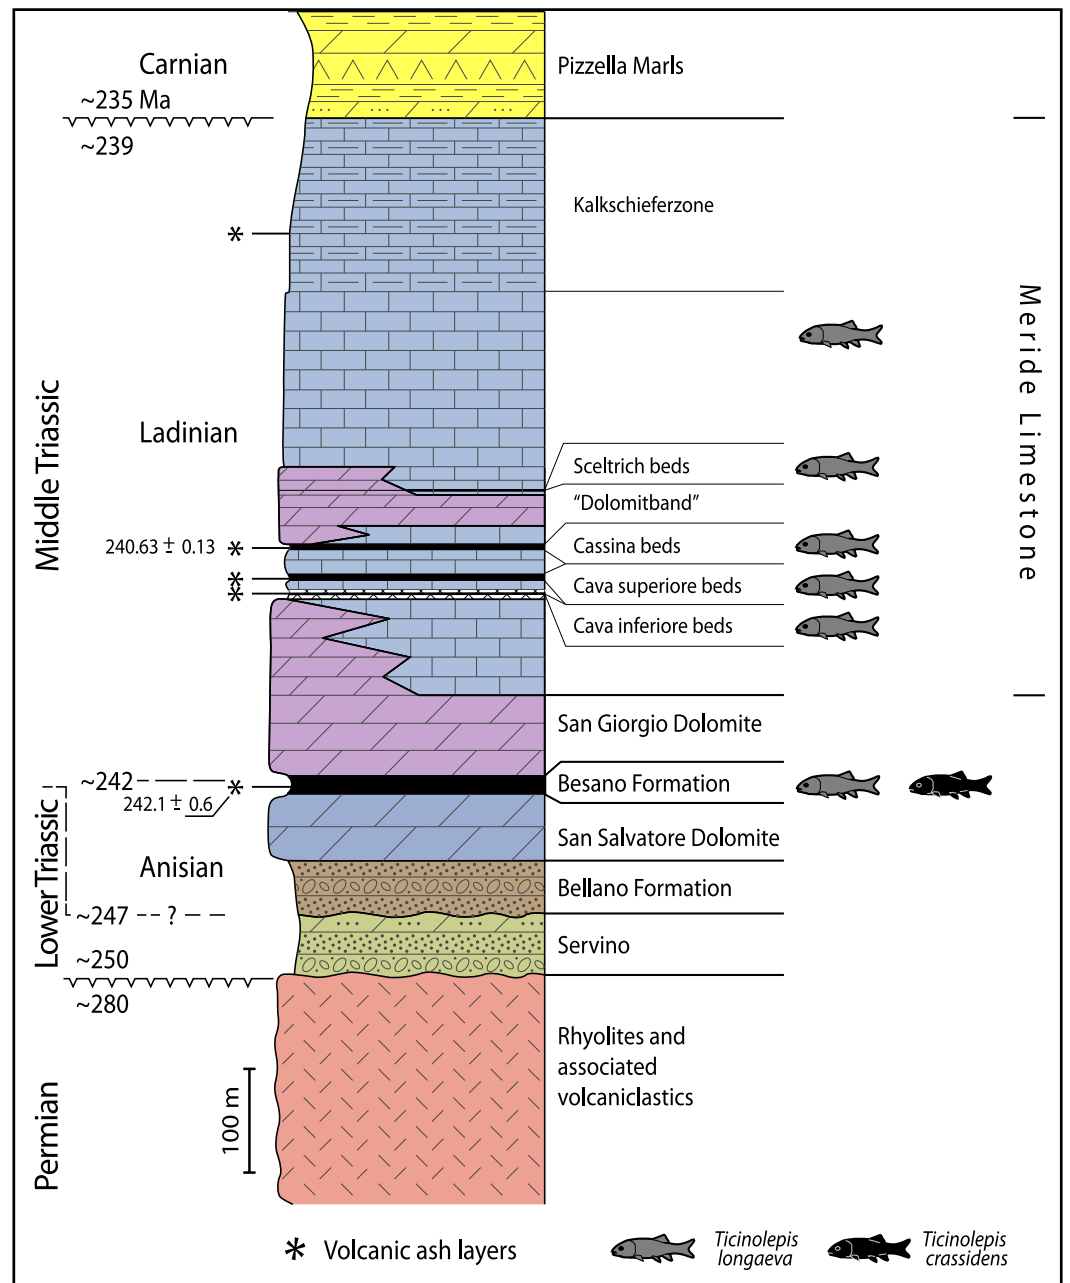 Carnian
Pizzella Marls
~235 Ma
~239
Kalkschieferzone
*
Meride Limestone
Middle Triassic
Ladinian
Sceltrich beds
“Dolomitband”
240.63 ± 0.13 *
Cassina beds
*
Cava superiore beds
*
Cava inferiore beds
San Giorgio Dolomite
~242
*
Besano Formation
242.1 ± 0.6
San Salvatore Dolomite
Lower Triassic
Anisian
Bellano Formation
~247 -- ? --
Servino
~250
~280
Rhyolites and
associated
volcaniclastics
Permian
100 m
* Volcanic ash layers
Ticinolepis
longaeva
Ticinolepis
crassidens